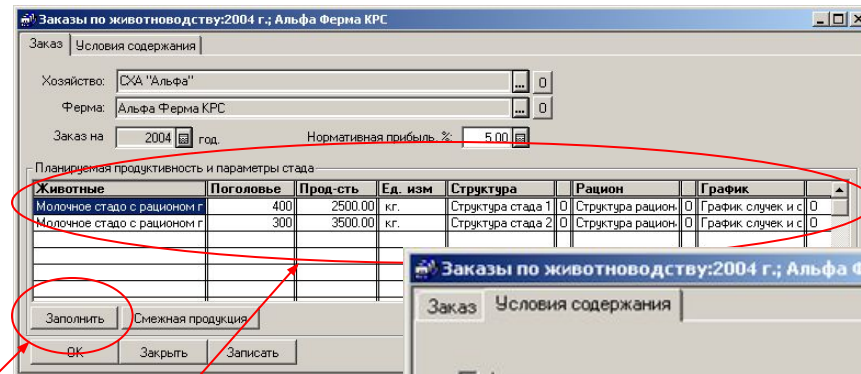 Заказы по животноводству:2004 г.; Альфа Ферма КРС
Заказ Условия содержания
Хозяйство: СХА "Альфа" ... 0
Ферма: Альфа Ферма КРС ... 0
Заказ на 2004 год. Нормативная прибыль, %: 5.00
Планируемая продуктивность и параметры стада
Животные Поголовье Прод-сть Ед. изм Структура Рацион График
Молочное стадо с рационом г 400 2500.00 кг. Структура стада 1 0 Структура рацион 0 График случек и с 0
Молочное стадо с рационом г 300 3500.00 кг. Структура стада 2 0 Структура рацион 0 График случек и с 0
Заполнить Смежная продукция
ОК Закрыть Записать
Заказы по животноводству:2004 г.; Альфа Ф
Заказ Условия содержания